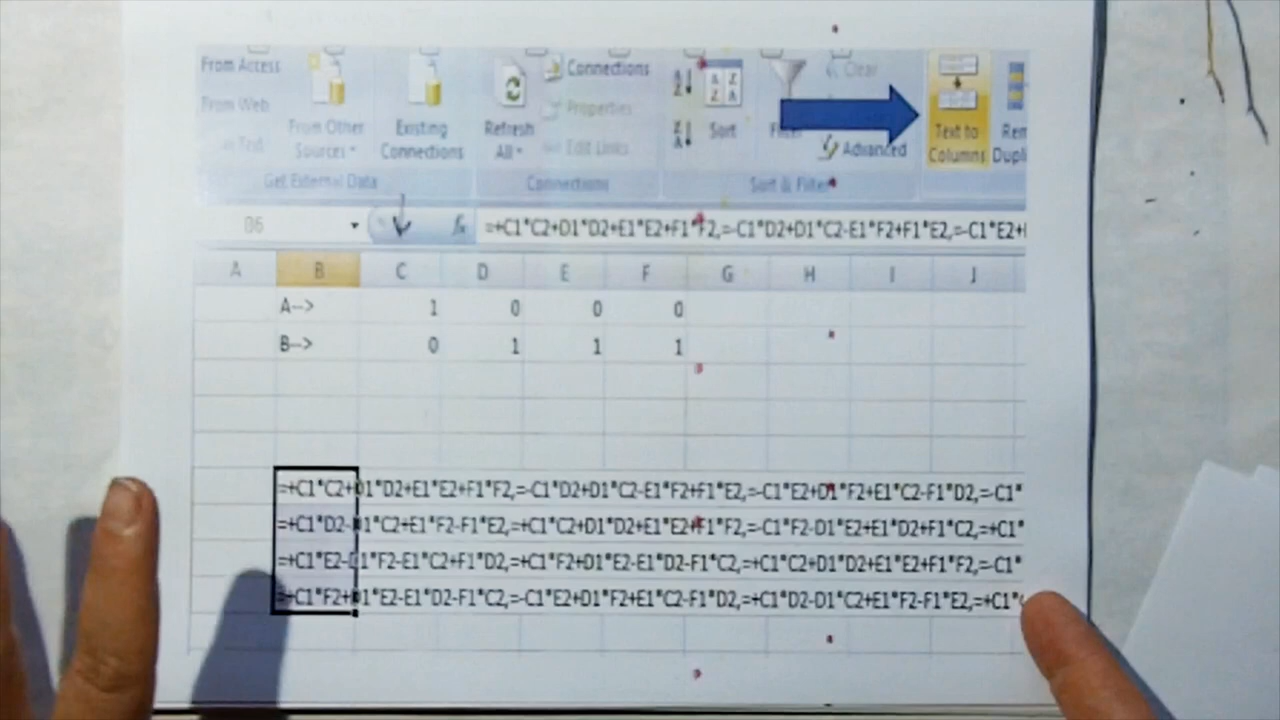 From Access
From Web
From Other
Sources
Existing
Connections
Refresh
All
Connections
Properties
Edit Links
Sort
Clear
Advanced
Text to
Columns
Get External Data
Connections
Sort & Filter
B6 fx =+C1*C2+D1*D2+E1*E2+F1*F2,=-C1*D2+D1*C2-E1*F2+F1*E2,=-C1*E2+
A B C D E F G H I J
A--> 1 0 0 0
B--> 0 1 1 1
=+C1*C2+D1*D2+E1*E2+F1*F2,=-C1*D2+D1*C2-E1*F2+F1*E2,=-C1*E2+D1*F2+E1*C2-F1*D2,=-C1*
=+C1*D2-D1*C2+E1*F2-F1*E2,=+C1*C2+D1*D2+E1*E2+F1*F2,=-C1*F2-D1*E2+E1*D2+F1*C2,=+C1*
=+C1*E2-D1*F2-E1*C2+F1*D2,=+C1*F2+D1*E2-E1*D2-F1*C2,=+C1*C2+D1*D2+E1*E2+F1*F2,=-C1*
=+C1*F2+D1*E2-E1*D2-F1*C2,=-C1*E2+D1*F2+E1*C2-F1*D2,=+C1*D2-D1*C2+E1*F2-F1*E2,=+C1*